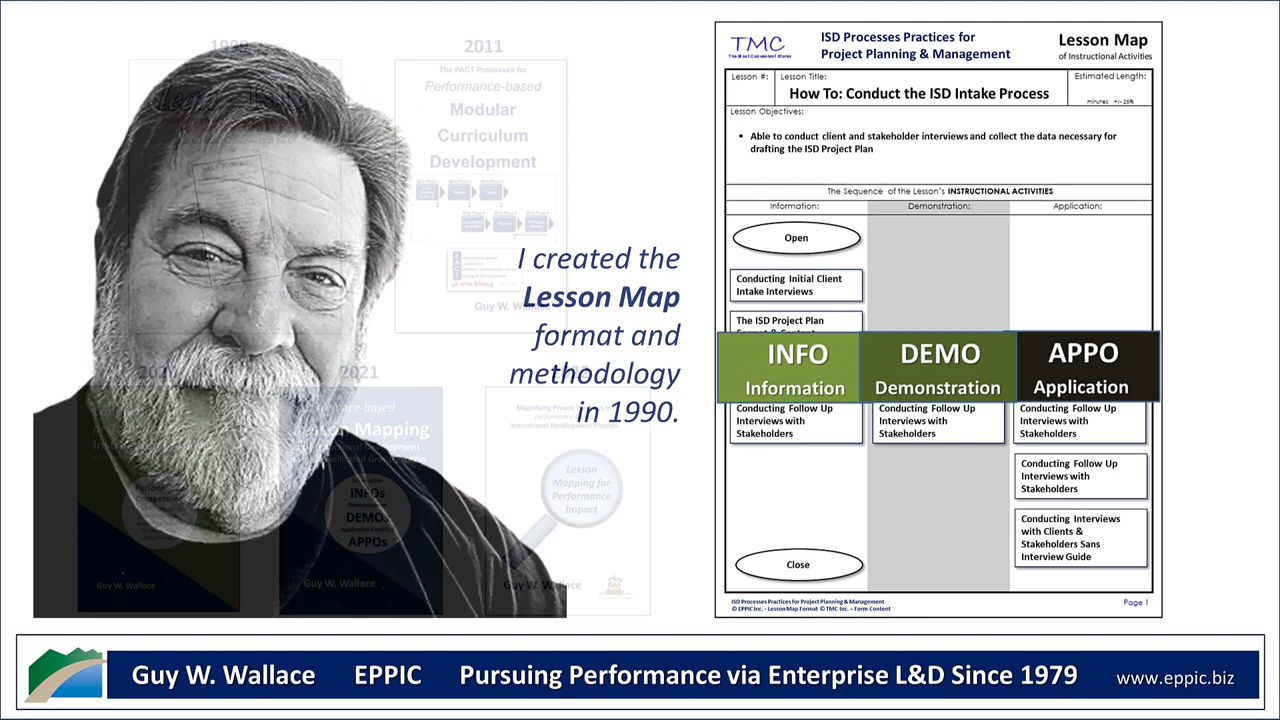 1999
2011
The PACT Processes for
Performance-based
Modular
Curriculum
Development
Guy W. Wallace
I created the
Lesson Map
format and
methodology
in 1990.
2021
Mapping
Magnifying Proven
Instructional Development Projects
Lesson
Mapping for
Performance
Impact
Performance
Competence
INFOs
DEMOs
APPOs
Guy W. Wallace
Guy W. Wallace
Guy W. Wallace
TMC
The Most Convenient Stores
ISD Processes Practices for
Project Planning & Management
Lesson Map
of Instructional Activities
Lesson #:
Lesson Title:
How To: Conduct the ISD Intake Process
Estimated Length:
minutes +/- 25%
Lesson Objectives:
▪ Able to conduct client and stakeholder interviews and collect the data necessary for
drafting the ISD Project Plan
The Sequence of the Lesson's INSTRUCTIONAL ACTIVITIES
Information:
Demonstration:
Application:
Open
Conducting Initial Client
Intake Interviews
The ISD Project Plan
Format & Content
INFO
Information
DEMO
Demonstration
APPO
Application
Conducting Follow Up
Interviews with
Stakeholders
Conducting Follow Up
Interviews with
Stakeholders
Conducting Follow Up
Interviews with
Stakeholders
Conducting Follow Up
Interviews with
Stakeholders
Conducting Interviews
with Clients &
Stakeholders Sans
Interview Guide
Close
ISD Processes Practices for Project Planning & Management
© EPPIC Inc. - Lesson Map Format © TMC Inc. – Form Content
Page 1
Guy W. Wallace EPPIC Pursuing Performance via Enterprise L&D Since 1979 www.eppic.biz